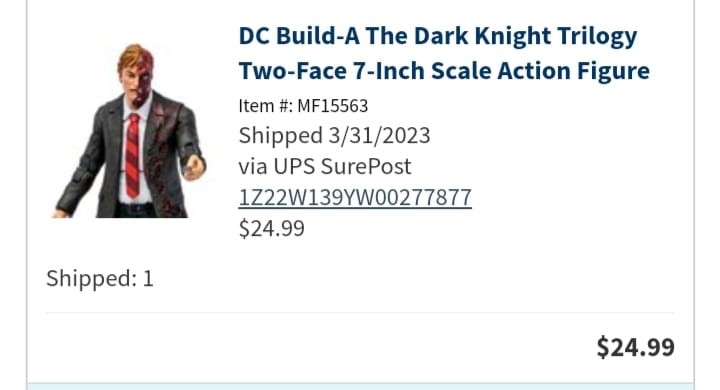 DC Build-A The Dark Knight Trilogy
Two-Face 7-Inch Scale Action Figure
Item #: MF15563
Shipped 3/31/2023
via UPS SurePost
1Z22W139YW00277877
$24.99
Shipped: 1
$24.99